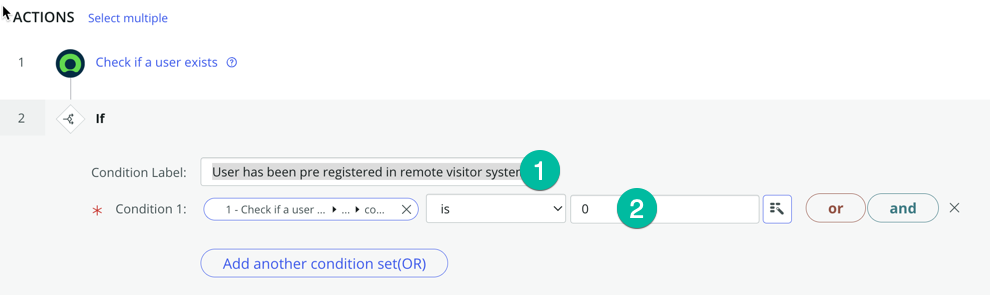 ACTIONS Select multiple
1 Check if a user exists ?
2 If
Condition Label: User has been pre registered in remote visitor system 1
* Condition 1: 1 - Check if a user ... ▸ ... ▸ co... × is 0 2 or and ×
Add another condition set(OR)